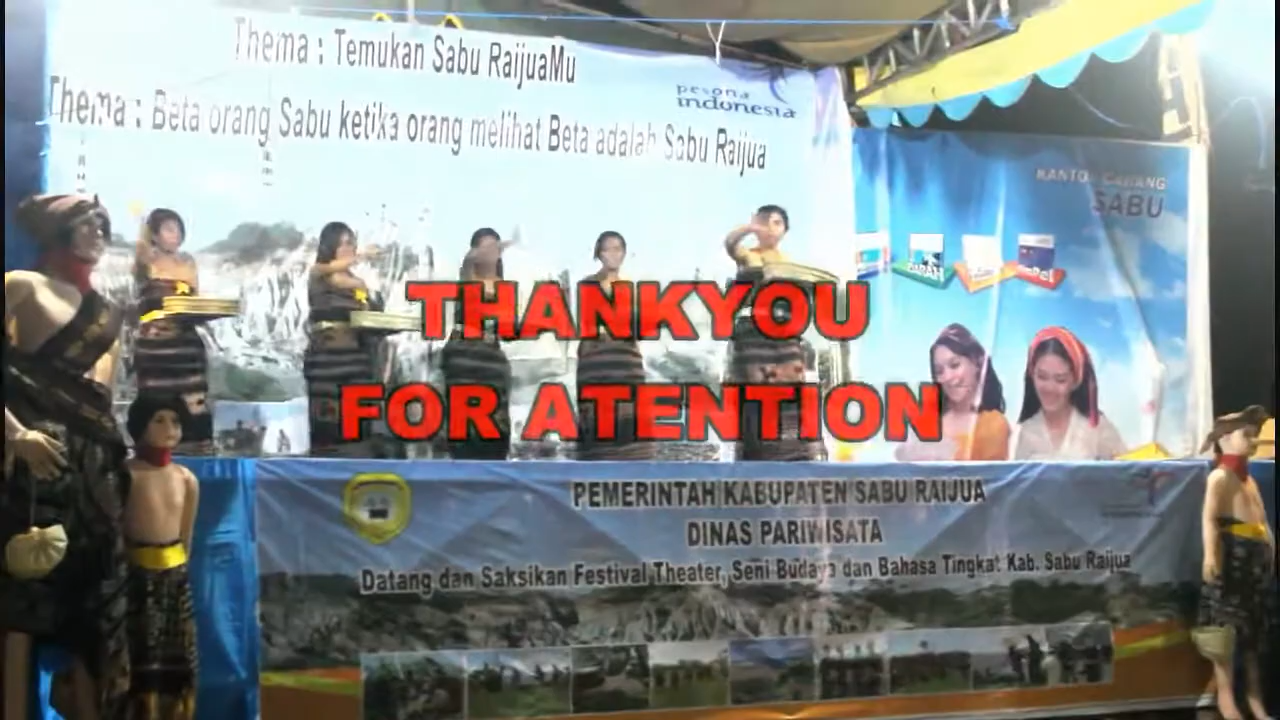 Thema : Temukan Sabu RaijuaMu
pesona
indonesia
Thema : Beta orang Sabu ketika orang melihat Beta adalah Sabu Raijua
KANTOR CABANG
SABU
THANKYOU
FOR ATENTION
PEMERINTAH KABUPATEN SABU RAIJUA
DINAS PARIWISATA
Datang dan Saksikan Festival Theater, Seni Budaya dan Bahasa Tingkat Kab. Sabu Raijua